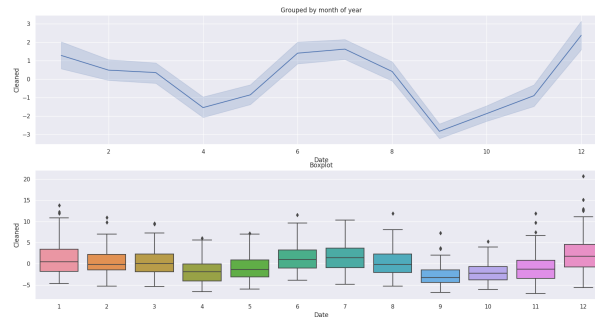 Grouped by month of year
3
2
1
0
−1
−2
−3
Cleaned
2 4 6 8 10 12
Date
Boxplot
20
15
10
5
0
−5
Cleaned
1 2 3 4 5 6 7 8 9 10 11 12
Date